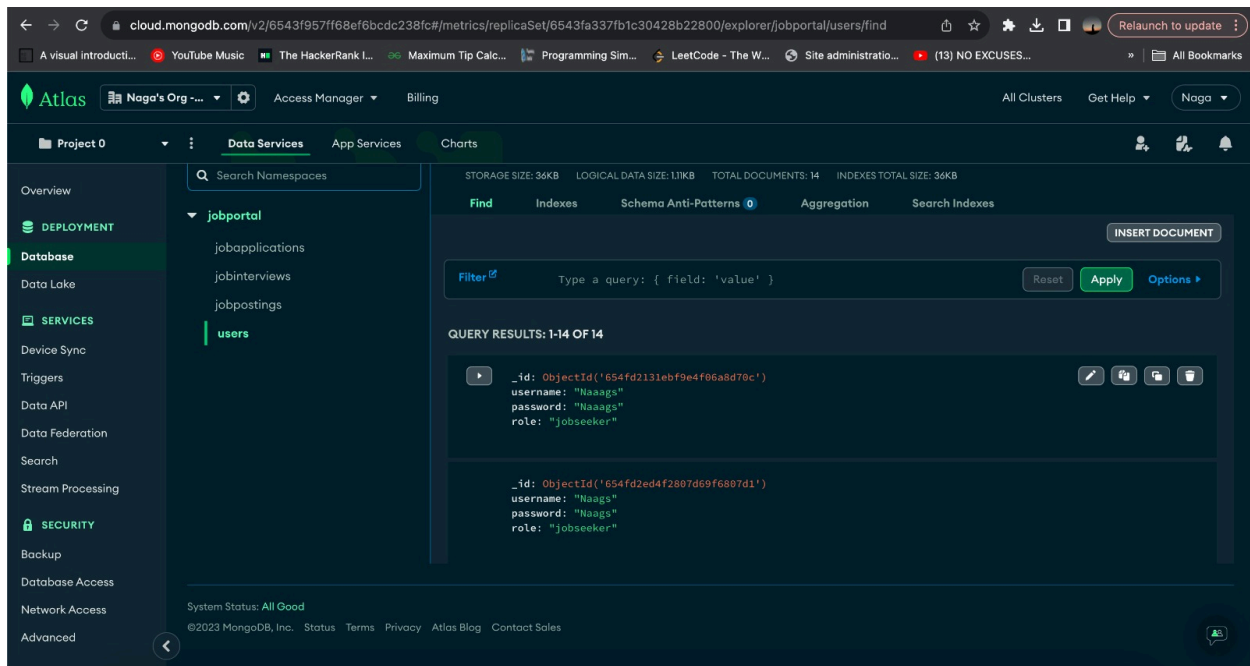 cloud.mongodb.com/v2/6543f957ff68ef6bcdc238fc#/metrics/replicaSet/6543fa337fb1c30428b22800/explorer/jobportal/users/find
Relaunch to update
A visual introducti...
YouTube Music
The HackerRank I...
Maximum Tip Calc...
Programming Sim...
LeetCode - The W...
Site administratio...
(13) NO EXCUSES...
»
All Bookmarks
Atlas
Naga's Org -...
Access Manager
Billing
All Clusters
Get Help
Naga
Project 0
Data Services
App Services
Charts
Overview
DEPLOYMENT
Database
Data Lake
SERVICES
Device Sync
Triggers
Data API
Data Federation
Search
Stream Processing
SECURITY
Backup
Database Access
Network Access
Advanced
Search Namespaces
jobportal
jobapplications
jobinterviews
jobpostings
users
STORAGE SIZE: 36KB LOGICAL DATA SIZE: 1.11KB TOTAL DOCUMENTS: 14 INDEXES TOTAL SIZE: 36KB
Find
Indexes
Schema Anti-Patterns 0
Aggregation
Search Indexes
INSERT DOCUMENT
Filter
Type a query: { field: 'value' }
Reset
Apply
Options
QUERY RESULTS: 1-14 OF 14
_id: ObjectId('654fd2131ebf9e4f06a8d70c')
username: "Naaags"
password: "Naaags"
role: "jobseeker"
_id: ObjectId('654fd2ed4f2807d69f6807d1')
username: "Naags"
password: "Naags"
role: "jobseeker"
System Status: All Good
©2023 MongoDB, Inc. Status Terms Privacy Atlas Blog Contact Sales